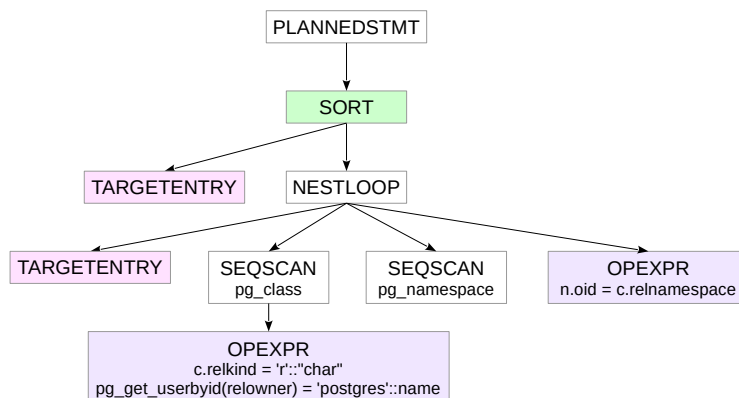 PLANNEDSTMT
SORT
TARGETENTRY
NESTLOOP
TARGETENTRY
SEQSCAN
pg_class
SEQSCAN
pg_namespace
OPEXPR
n.oid = c.relnamespace
OPEXPR
c.relkind = 'r'::"char"
pg_get_userbyid(relowner) = 'postgres'::name